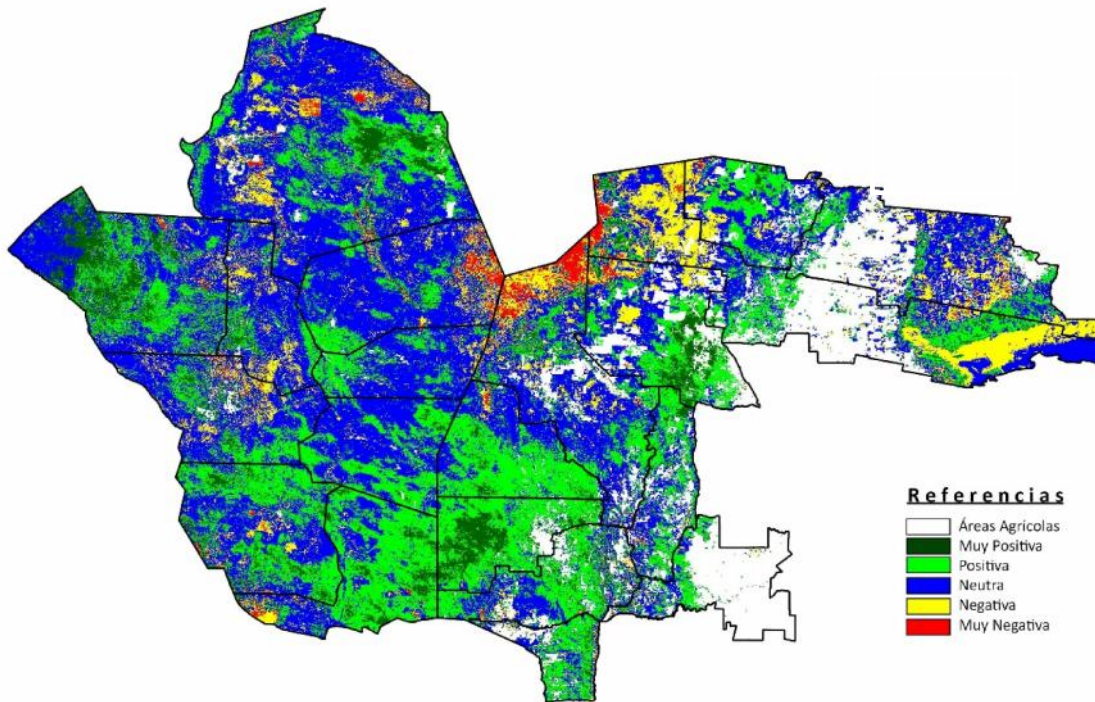 Referencias
Áreas Agrícolas
Muy Positiva
Positiva
Neutra
Negativa
Muy Negativa